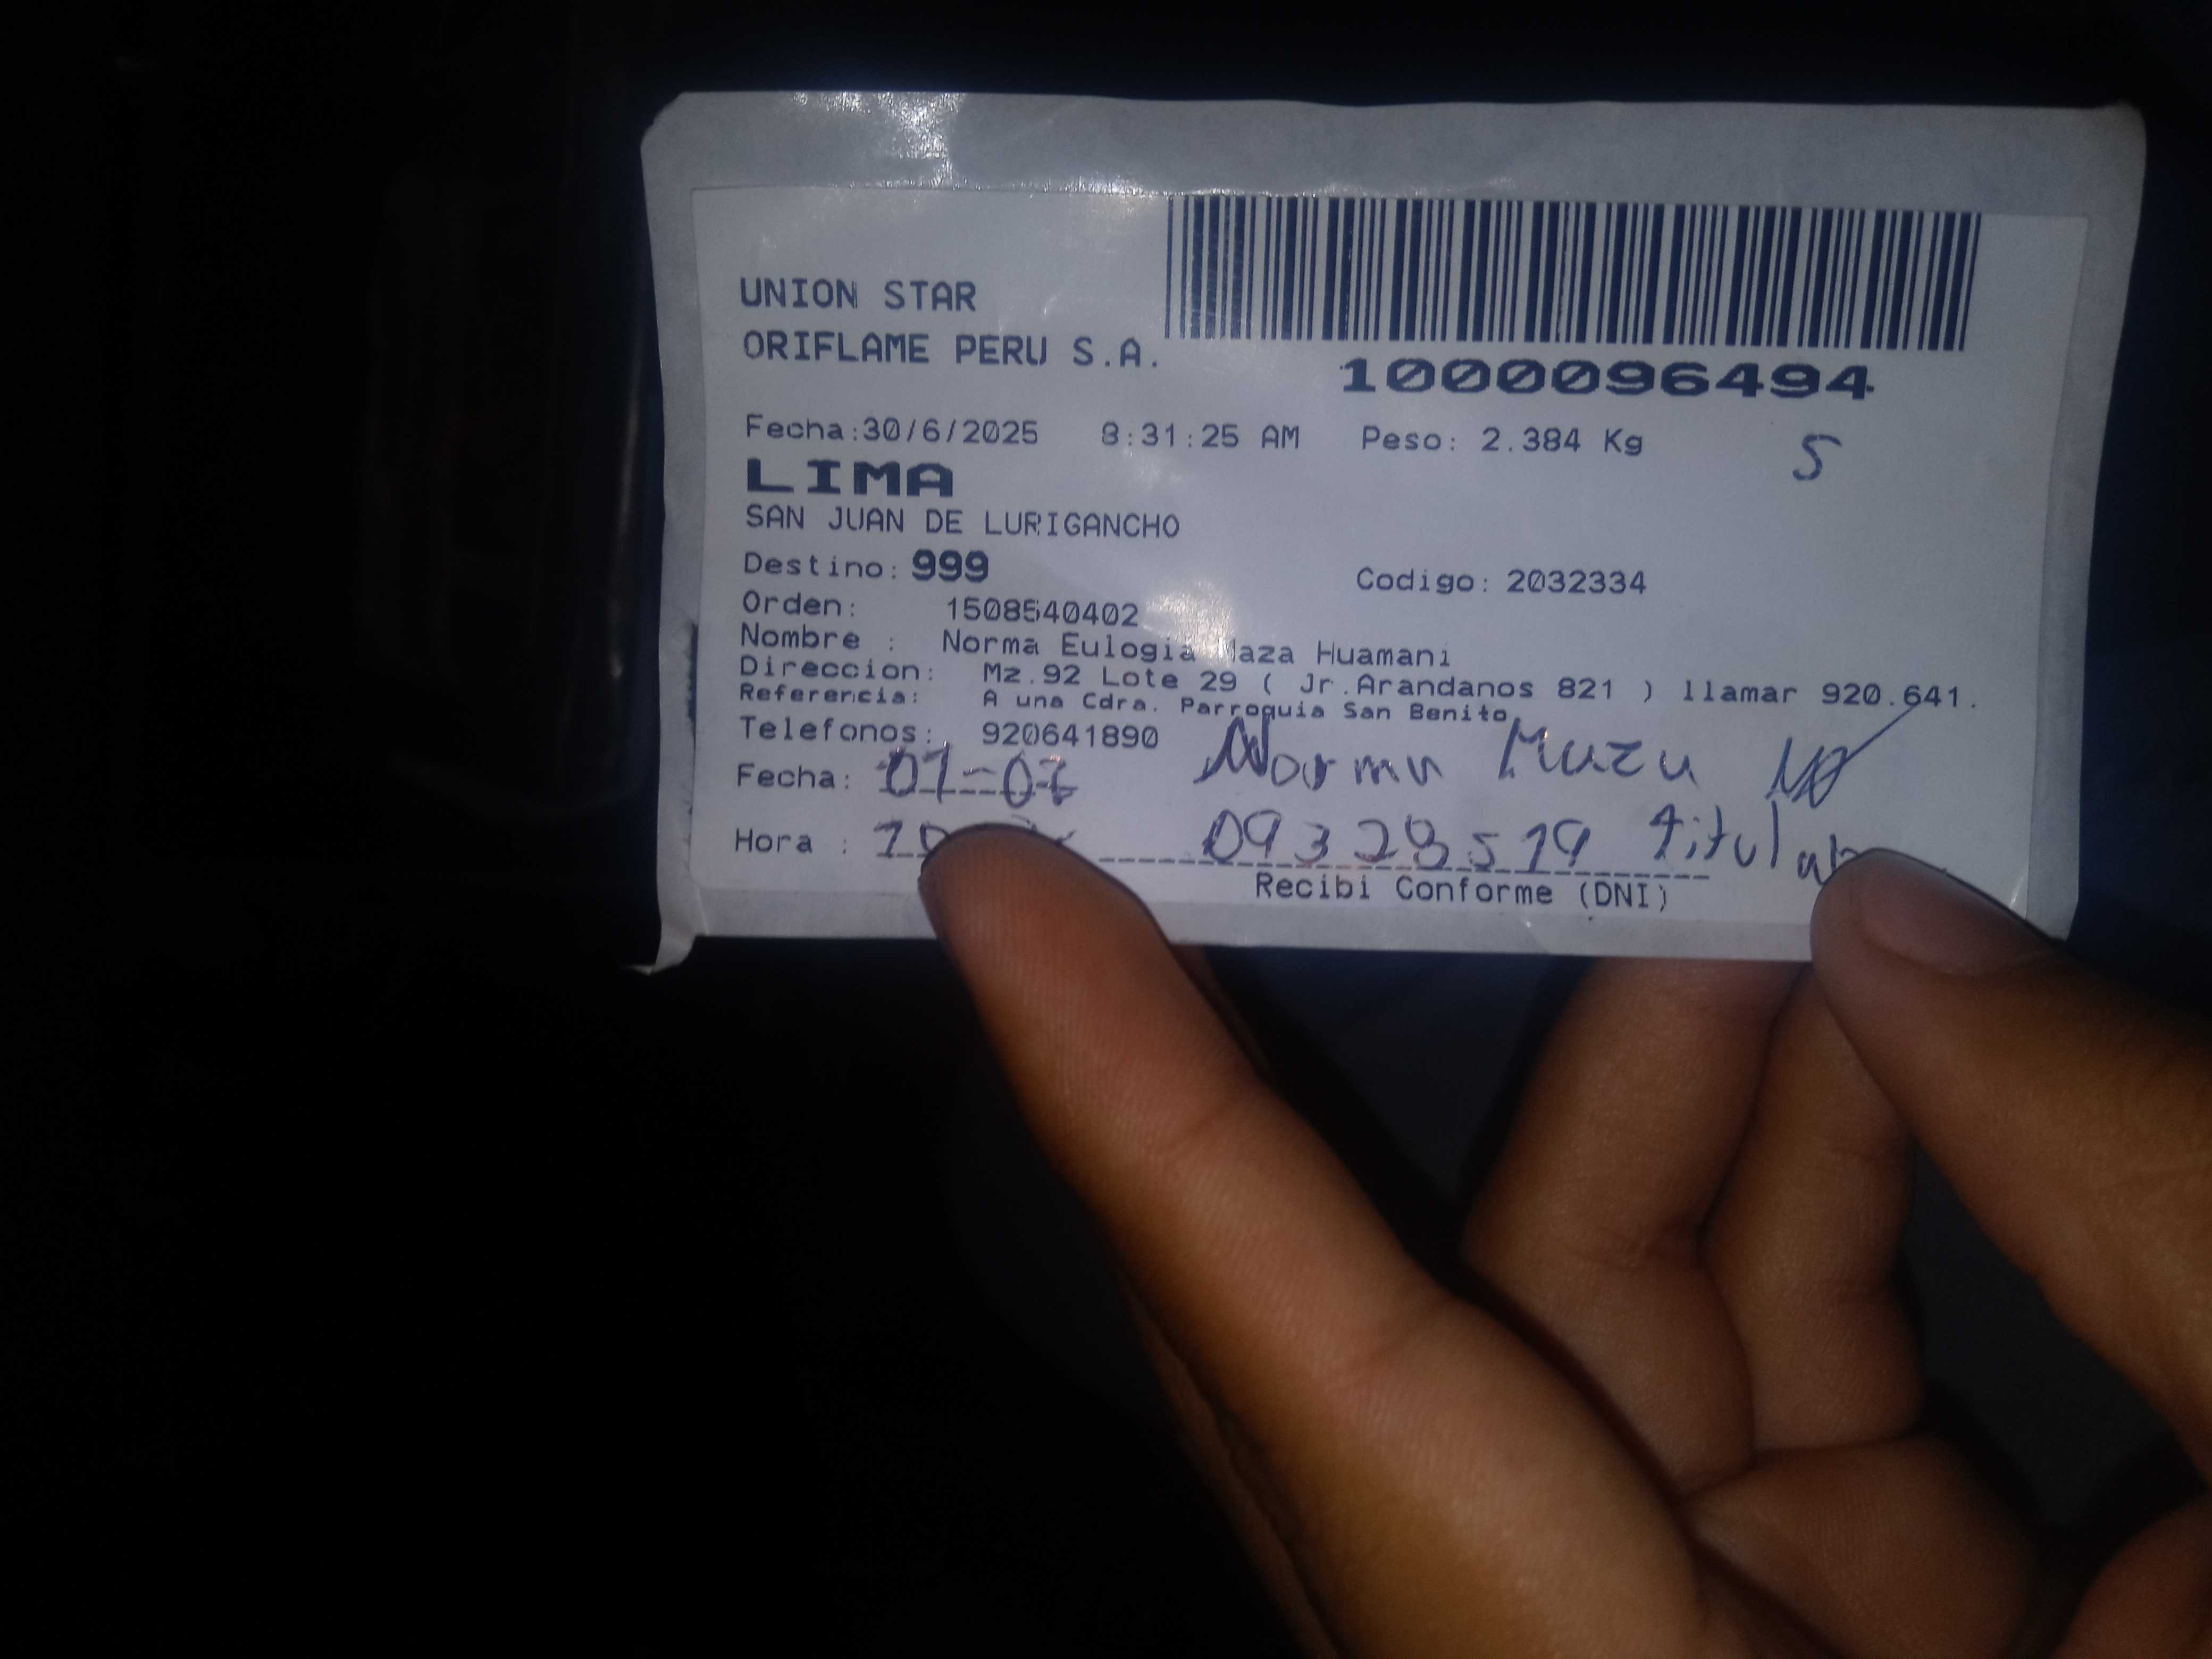 UNION STAR
ORIFLAME PERU S.A.
1000096494
Fecha:30/6/2025 8:31:25 AM Peso: 2.384 Kg
5
LIMA
SAN JUAN DE LURIGANCHO
Destino: 999 Codigo: 2032334
Orden: 1508540402
Nombre : Norma Eulogia Maza Huamani
Direccion: Mz.92 Lote 29 ( Jr.Arandanos 821 ) llamar 920.641.
Referencia: A una Cdra. Parroquia San Benito
Telefonos: 920641890
Norma Maza
Fecha: 01-07
Hora : 09328519 titular
Recibi Conforme (DNI)